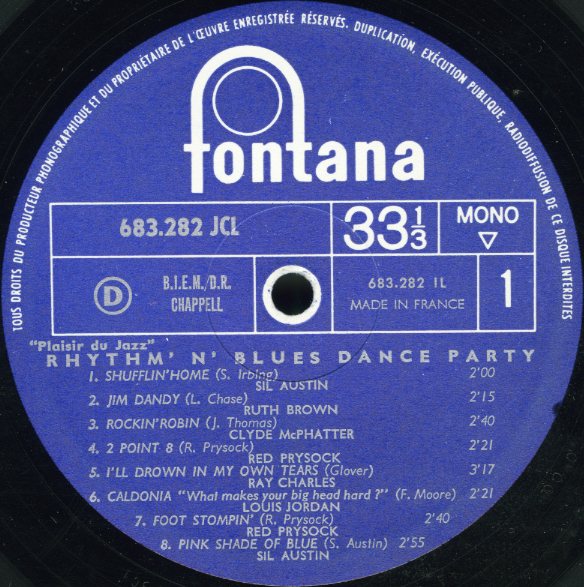 TOUS DROITS DU PRODUCTEUR PHONOGRAPHIQUE ET DU PROPRIÉTAIRE DE L'ŒUVRE ENREGISTRÉE RÉSERVÉS. DUPLICATION, EXÉCUTION PUBLIQUE, RADIODIFFUSION DE CE DISQUE INTERDITES
fontana
683.282 JCL
33 1/3
MONO
D
B.I.E.M./D.R.
CHAPPELL
683.282 1L
MADE IN FRANCE
1
"Plaisir du Jazz"
RHYTHM' N' BLUES DANCE PARTY
1. SHUFFLIN'HOME (S. Irbing) 2'00
SIL AUSTIN
2. JIM DANDY (L. Chase) 2'15
RUTH BROWN
3. ROCKIN'ROBIN (J. Thomas) 2'40
CLYDE McPHATTER
4. 2 POINT 8 (R. Prysock) 2'21
RED PRYSOCK
5. I'LL DROWN IN MY OWN TEARS (Glover) 3'17
RAY CHARLES
6. CALDONIA "What makes your big head hard ?" (F. Moore) 2'21
LOUIS JORDAN
7. FOOT STOMPIN' (R. Prysock) 2'40
RED PRYSOCK
8. PINK SHADE OF BLUE (S. Austin) 2'55
SIL AUSTIN